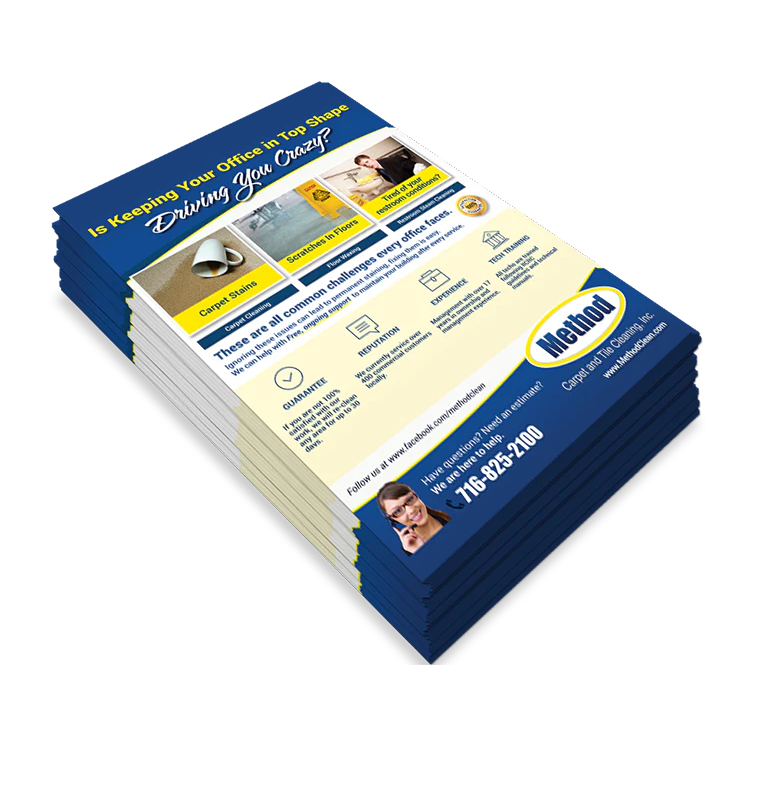 Is Keeping Your Office in Top Shape
Driving You Crazy?
Carpet Stains
Scratches in Floors
Tired of your
restroom conditions?
Carpet Cleaning
Floor Waxing
Restroom Steam Cleaning
These are all common challenges every office faces.
Ignoring these issues can lead to permanent staining, fixing them is easy.
We can help with Free, ongoing support to maintain your building after every service.
GUARANTEE
If you are not 100%
satisfied with our
work, we will re-clean
any area for up to 30
days.
REPUTATION
We currently service over
400 commercial customers
locally.
EXPERIENCE
Management with over 17
years in ownership and
management experience.
TECH TRAINING
All techs are trained
following IICRC
guidelines and technical
manuals.
Follow us at www.facebook.com/methodclean
Method
Carpet and Tile Cleaning, Inc.
www.MethodClean.com
Have questions? Need an estimate?
We are here to help.
716-825-2100